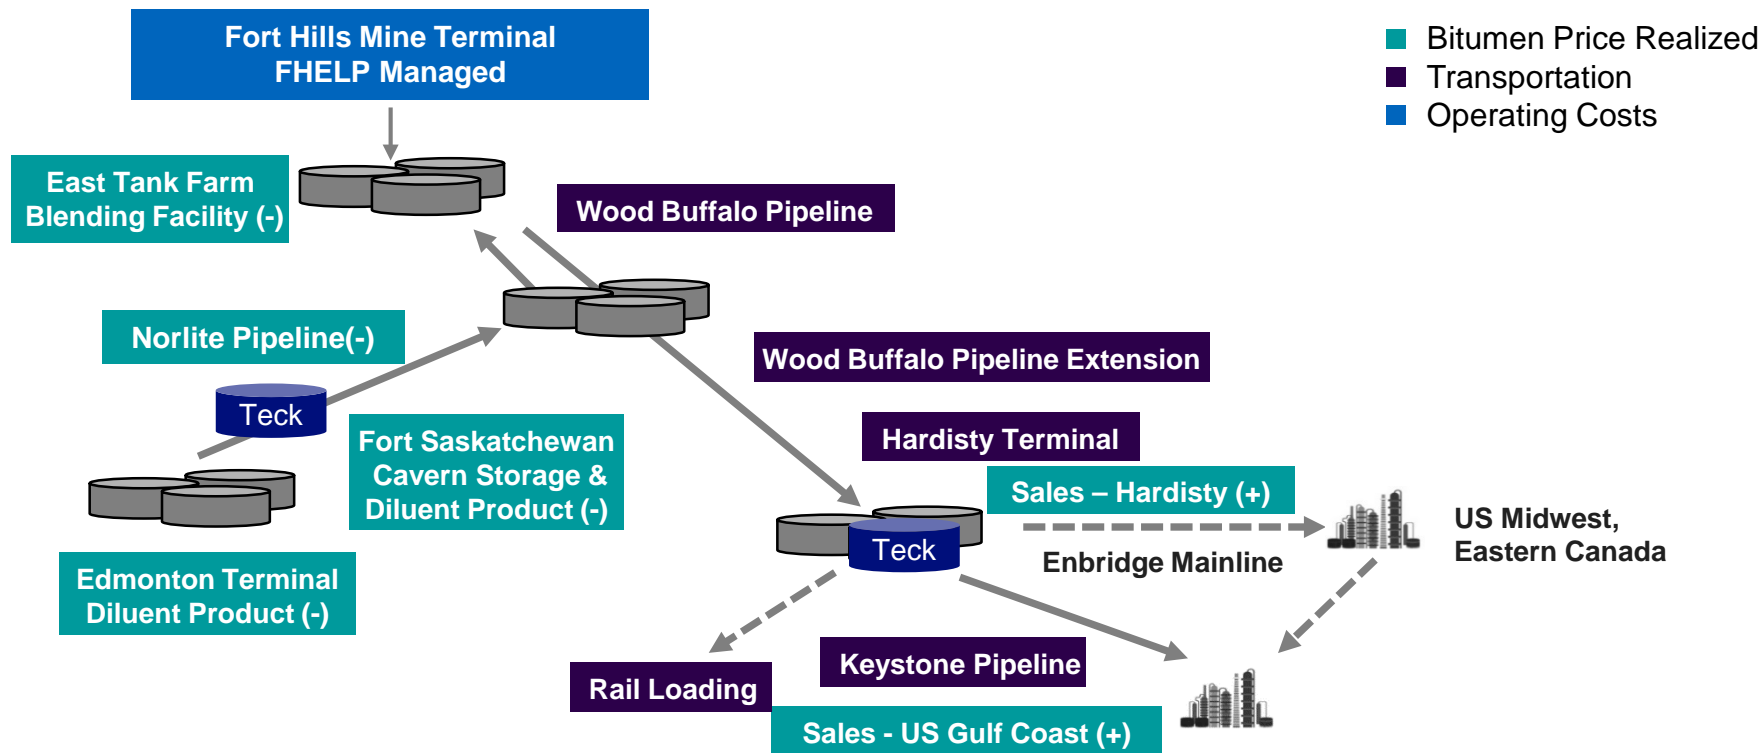 Fort Hills Mine Terminal
FHELP Managed
Bitumen Price Realized
Transportation
Operating Costs
East Tank Farm
Blending Facility (-)
Wood Buffalo Pipeline
Norlite Pipeline(-)
Wood Buffalo Pipeline Extension
Teck
Fort Saskatchewan
Cavern Storage &
Diluent Product (-)
Hardisty Terminal
Sales – Hardisty (+)
Teck
Enbridge Mainline
US Midwest,
Eastern Canada
Edmonton Terminal
Diluent Product (-)
Keystone Pipeline
Rail Loading
Sales - US Gulf Coast (+)